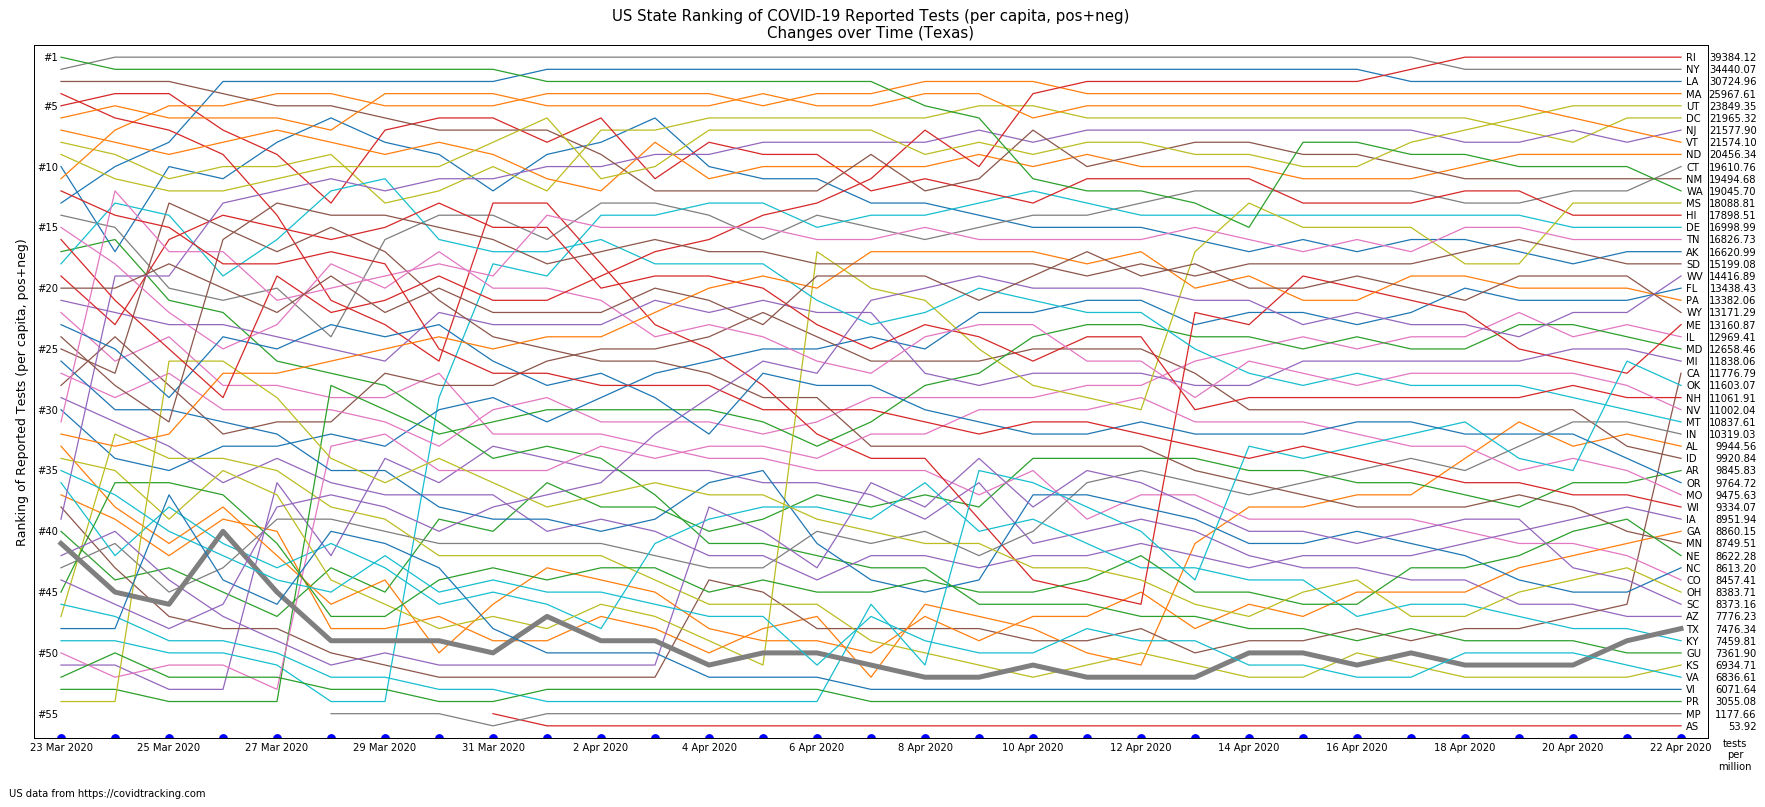 US State Ranking of COVID-19 Reported Tests (per capita, pos+neg)
Changes over Time (Texas)
Ranking of Reported Tests (per capita, pos+neg)
#1
#5
#10
#15
#20
#25
#30
#35
#40
#45
#50
#55
RI 39384.12
NY 34440.07
LA 30724.96
MA 25967.61
UT 23849.35
DC 21965.32
NJ 21577.90
VT 21574.10
ND 20456.34
CT 19610.76
NM 19494.68
WA 19045.70
MS 18088.81
HI 17898.51
DE 16998.99
TN 16826.73
AK 16620.99
SD 15199.08
WV 14416.89
FL 13438.43
PA 13382.06
WY 13171.29
ME 13160.87
IL 12969.41
MD 12658.46
MI 11838.06
CA 11776.79
OK 11603.07
NH 11061.91
NV 11002.04
MT 10837.61
IN 10319.03
AL 9944.56
ID 9920.84
AR 9845.83
OR 9764.72
MO 9475.63
WI 9334.07
IA 8951.94
GA 8860.15
MN 8749.51
NE 8622.28
NC 8613.20
CO 8457.41
OH 8383.71
SC 8373.16
AZ 7776.23
TX 7476.34
KY 7459.81
GU 7361.90
KS 6934.71
VA 6836.61
VI 6071.64
PR 3055.08
MP 1177.66
AS 53.92
23 Mar 2020
25 Mar 2020
27 Mar 2020
29 Mar 2020
31 Mar 2020
2 Apr 2020
4 Apr 2020
6 Apr 2020
8 Apr 2020
10 Apr 2020
12 Apr 2020
14 Apr 2020
16 Apr 2020
18 Apr 2020
20 Apr 2020
22 Apr 2020
tests
per
million
US data from https://covidtracking.com